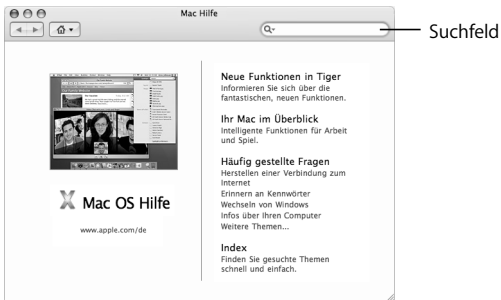 Mac Hilfe
Suchfeld
Neue Funktionen in Tiger
Informieren Sie sich über die
fantastischen, neuen Funktionen.
Ihr Mac im Überblick
Intelligente Funktionen für Arbeit
und Spiel.
Häufig gestellte Fragen
Herstellen einer Verbindung zum
Internet
Erinnern an Kennwörter
Wechseln von Windows
Infos über Ihren Computer
Weitere Themen...
Index
Finden Sie gesuchte Themen
schnell und einfach.
Mac OS Hilfe
www.apple.com/de